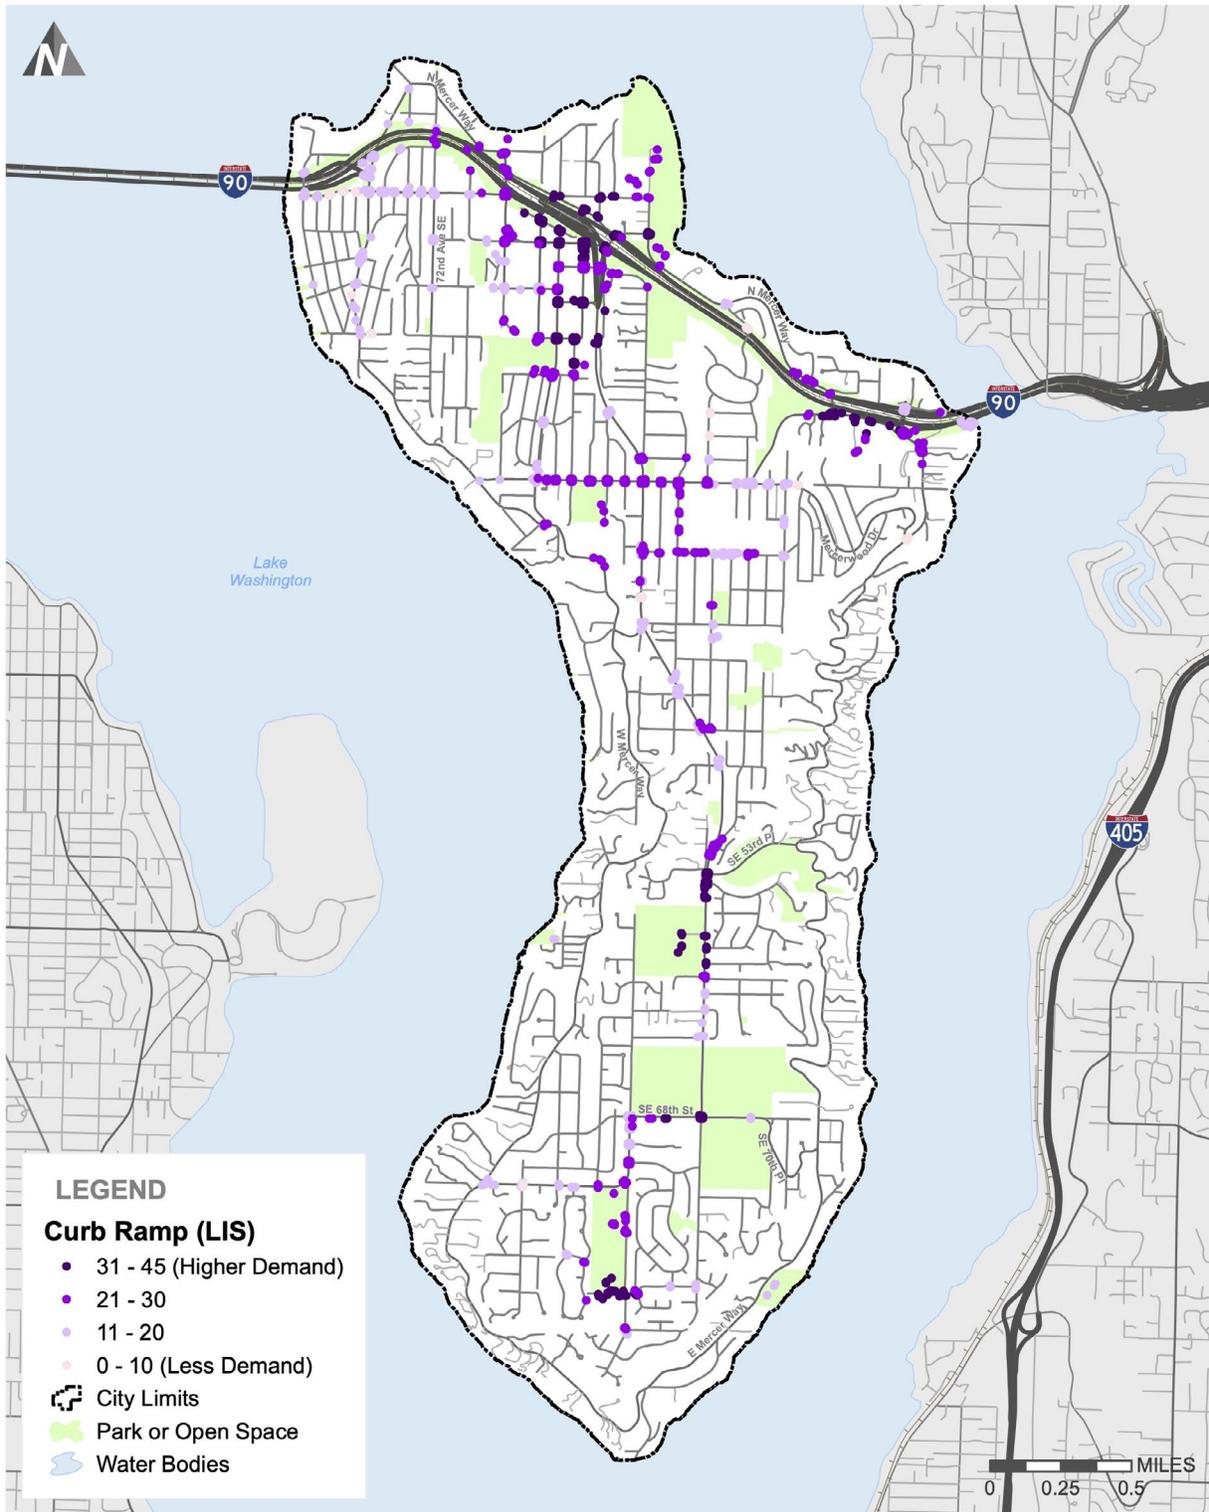 N
N Mercer Way
INTERSTATE
90
72nd Ave SE
N Mercer Way
INTERSTATE
90
Mercerwood Dr
Lake
Washington
W Mercer Way
INTERSTATE
405
SE 53rd Pl
SE 68th St
SE 70th Pl
E Mercer Way
LEGEND
Curb Ramp (LIS)
31 - 45 (Higher Demand)
21 - 30
11 - 20
0 - 10 (Less Demand)
City Limits
Park or Open Space
Water Bodies
MILES
0 0.25 0.5